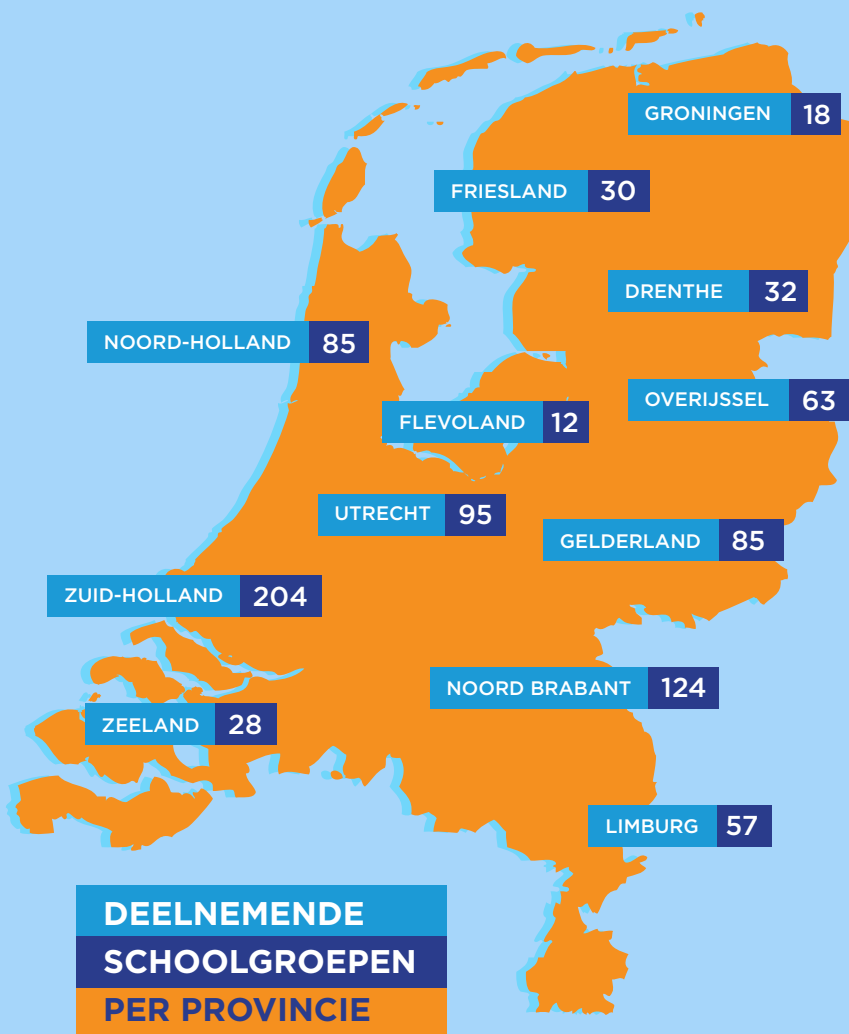 GRONINGEN 18
FRIESLAND 30
DRENTHE 32
NOORD-HOLLAND 85
OVERIJSSEL 63
FLEVOLAND 12
UTRECHT 95
GELDERLAND 85
ZUID-HOLLAND 204
NOORD BRABANT 124
ZEELAND 28
LIMBURG 57
DEELNEMENDE
SCHOOLGROEPEN
PER PROVINCIE